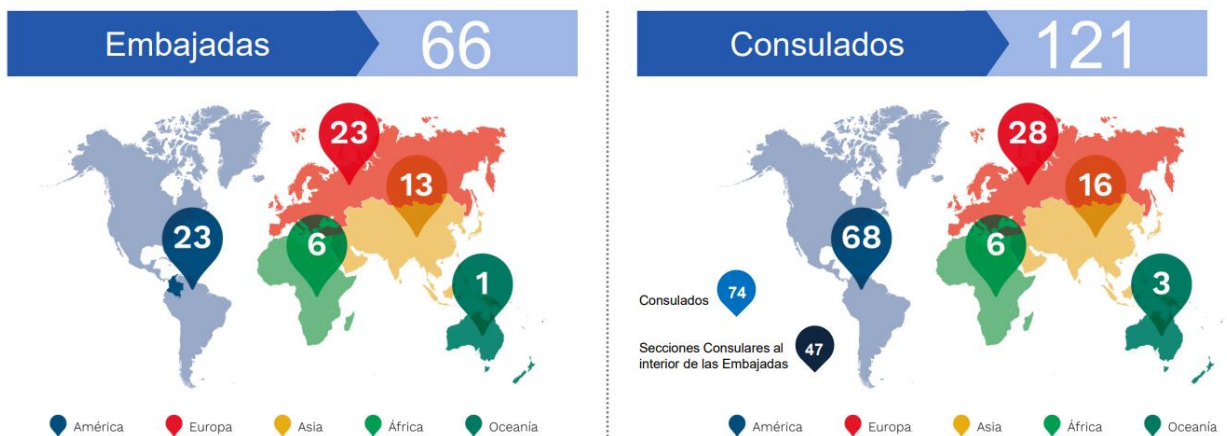 Embajadas 66
23
13
23
6
1
América Europa Asia África Oceanía
Consulados 121
28
16
68
6
3
Consulados 74
Secciones Consulares al
interior de las Embajadas 47
América Europa Asia África Oceanía